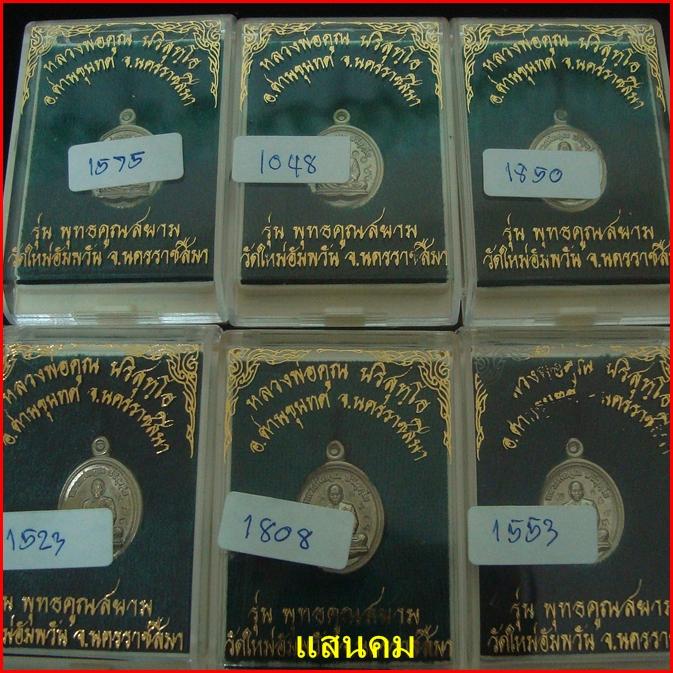 หลวงพ่อคูณ ปริสุทฺโธ
อ.ด่านขุนทด จ.นครราชสีมา
1575
รุ่น พุทธคูณสยาม
วัดใหม่อัมพวัน จ.นครราชสีมา
หลวงพ่อคูณ ปริสุทฺโธ
อ.ด่านขุนทด จ.นครราชสีมา
1048
รุ่น พุทธคูณสยาม
วัดใหม่อัมพวัน จ.นครราชสีมา
หลวงพ่อคูณ ปริสุทฺโธ
อ.ด่านขุนทด จ.นครราชสีมา
1850
รุ่น พุทธคูณสยาม
วัดใหม่อัมพวัน จ.นครราชสีมา
หลวงพ่อคูณ ปริสุทฺโธ
อ.ด่านขุนทด จ.นครราชสีมา
1523
รุ่น พุทธคูณสยาม
วัดใหม่อัมพวัน จ.นครราชสีมา
หลวงพ่อคูณ ปริสุทฺโธ
อ.ด่านขุนทด จ.นครราชสีมา
1808
รุ่น พุทธคูณสยาม
วัดใหม่อัมพวัน จ.นครราชสีมา
ปริสุทฺโธ
1553
รุ่น พุทธคูณสยาม
วัดใหม่อัมพวัน จ.นครราชสีมา
แสนคม